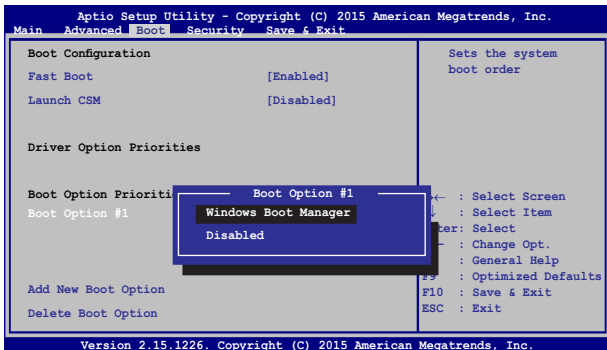 Aptio Setup Utility - Copyright (C) 2015 American Megatrends, Inc.
Main Advanced Boot Security Save & Exit
Boot Configuration
Fast Boot [Enabled]
Launch CSM [Disabled]
Driver Option Priorities
Boot Option Prioriti
Boot Option #1
Add New Boot Option
Delete Boot Option
Boot Option #1
Windows Boot Manager
Disabled
Sets the system
boot order
→← : Select Screen
: Select Item
ter: Select
: Change Opt.
: General Help
F9 : Optimized Defaults
F10 : Save & Exit
ESC : Exit
Version 2.15.1226. Copyright (C) 2015 American Megatrends, Inc.